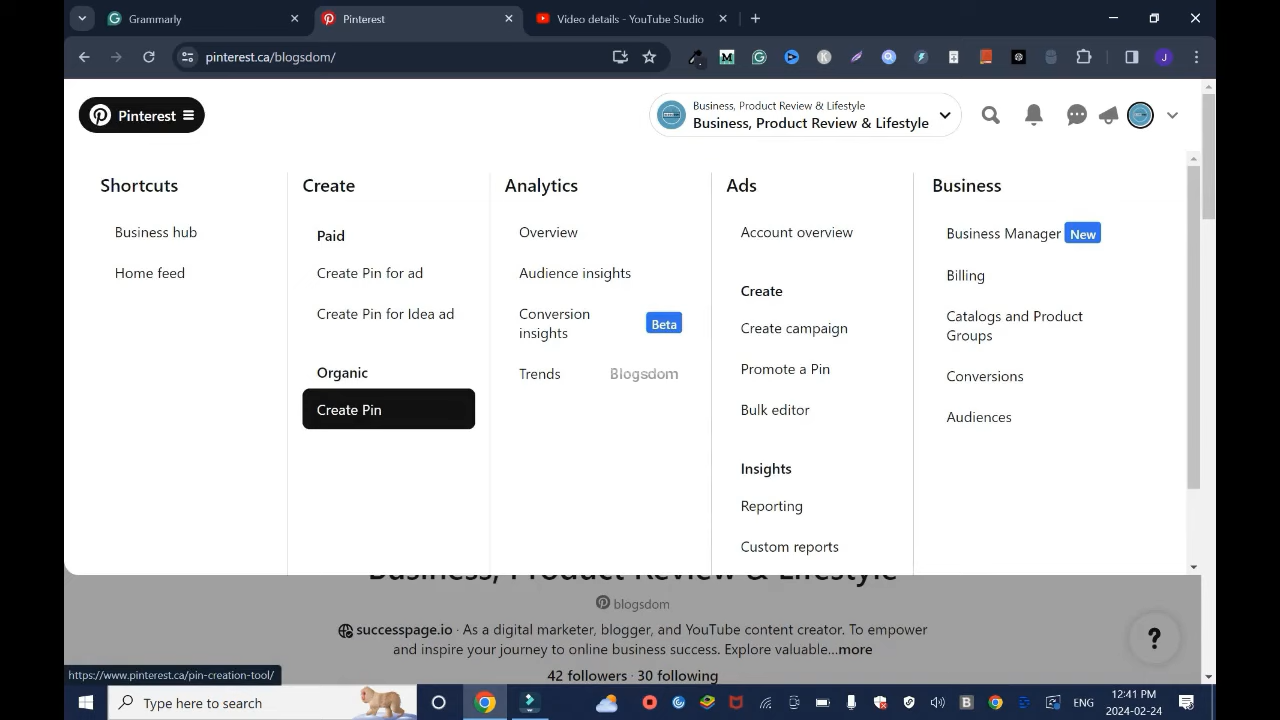 Grammarly
Pinterest
Video details - YouTube Studio
pinterest.ca/blogsdom/
Pinterest
Business, Product Review & Lifestyle
Business, Product Review & Lifestyle
Shortcuts
Business hub
Home feed
Create
Paid
Create Pin for ad
Create Pin for Idea ad
Organic
Create Pin
Analytics
Overview
Audience insights
Conversion
insights
Beta
Trends
Blogsdom
Ads
Account overview
Create
Create campaign
Promote a Pin
Bulk editor
Insights
Reporting
Custom reports
Business
Business Manager New
Billing
Catalogs and Product
Groups
Conversions
Audiences
Business, Product Review & Lifestyle
blogsdom
successpage.io · As a digital marketer, blogger, and YouTube content creator. To empower
and inspire your journey to online business success. Explore valuable...more
42 followers · 30 following
?
https://www.pinterest.ca/pin-creation-tool/
Type here to search
ENG
12:41 PM
2024-02-24